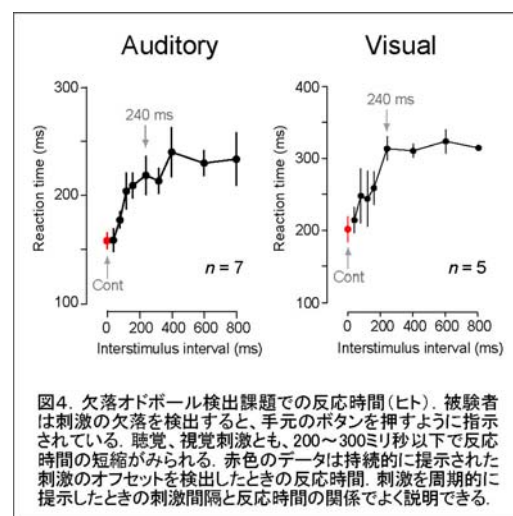 Auditory
Visual
300
200
100
Reaction time (ms)
240 ms
Cont
n = 7
0 200 400 600 800
Interstimulus interval (ms)
400
300
200
100
Reaction time (ms)
240 ms
Cont
n = 5
0 200 400 600 800
Interstimulus interval (ms)
図4. 欠落オドボール検出課題での反応時間(ヒト). 被験者
は刺激の欠落を検出すると、手元のボタンを押すように指示
されている. 聴覚、視覚刺激とも、200~300ミリ秒以下で反応
時間の短縮がみられる. 赤色のデータは持続的に提示された
刺激のオフセットを検出したときの反応時間. 刺激を周期的に
提示したときの刺激間隔と反応時間の関係でよく説明できる.